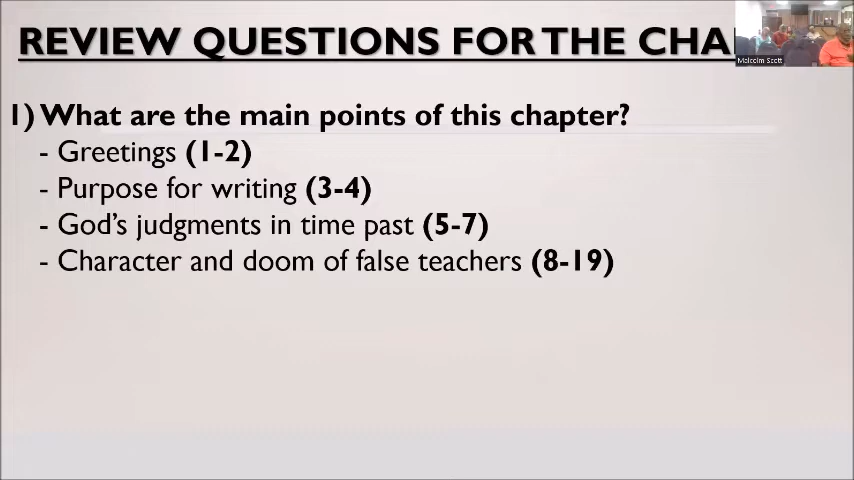 REVIEW QUESTIONS FOR THE CHA
Malcolm Scott
1) What are the main points of this chapter?
- Greetings (1-2)
- Purpose for writing (3-4)
- God's judgments in time past (5-7)
- Character and doom of false teachers (8-19)